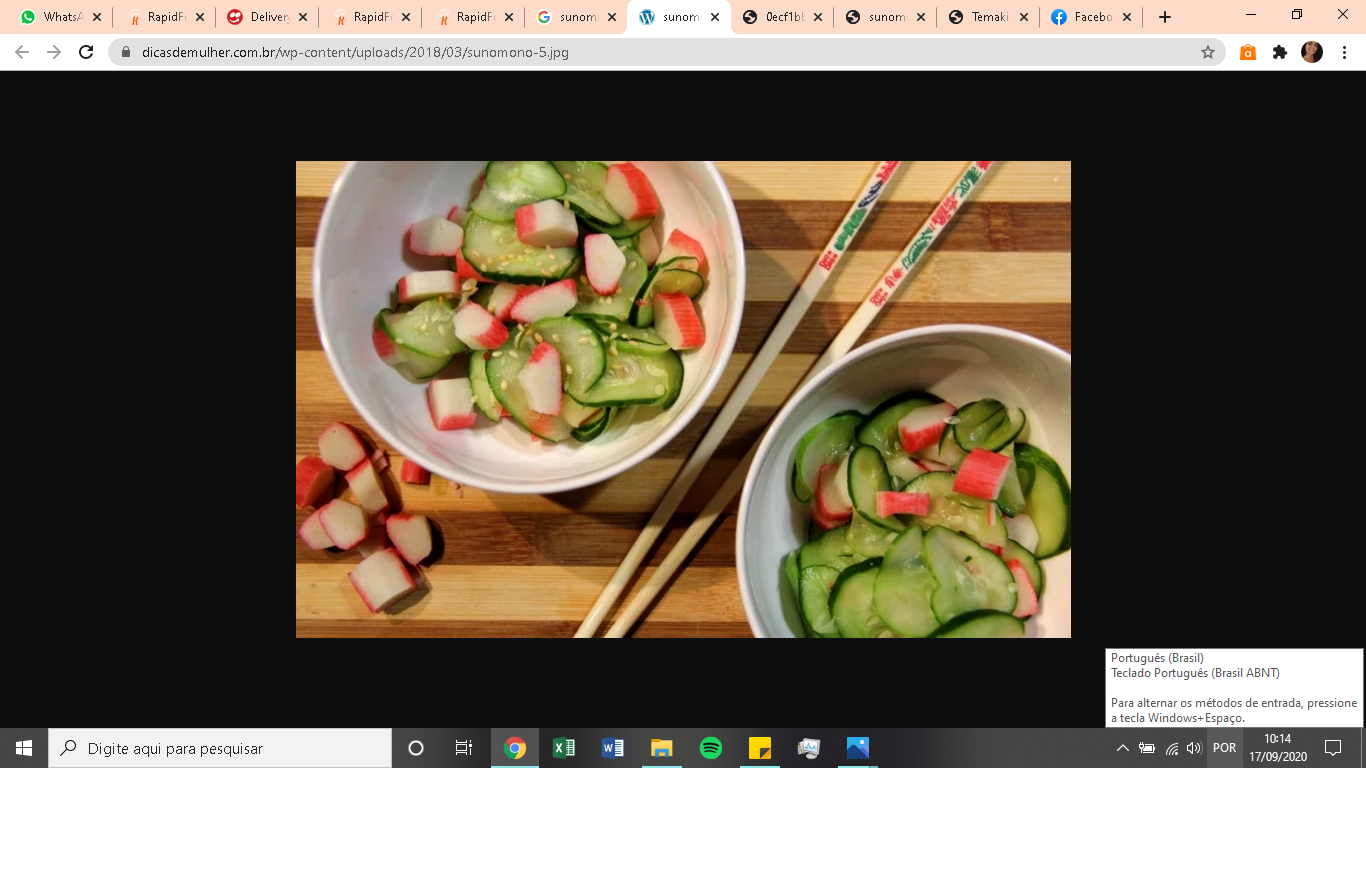 WhatsA
RapidF
Delivery
RapidF
RapidF
sunom
sunom
0ecf1b
sunom
Temaki
Facebo
dicasdemulher.com.br/wp-content/uploads/2018/03/sunomono-5.jpg
Português (Brasil)
Teclado Português (Brasil ABNT)
Para alternar os métodos de entrada, pressione
a tecla Windows+Espaço.
Digite aqui para pesquisar
POR
10:14
17/09/2020